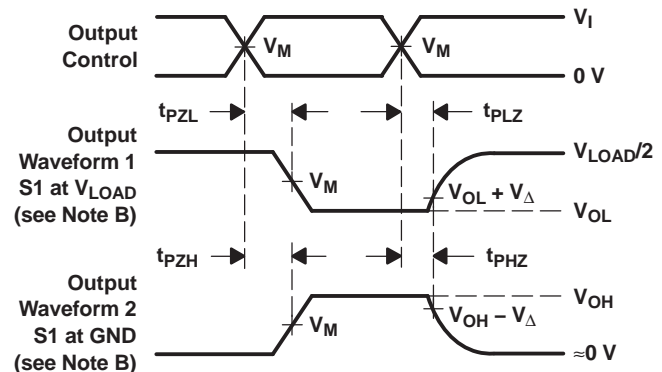 Output
Control
V_M
V_M
V_I
0 V
t_PZL
t_PLZ
Output
Waveform 1
S1 at V_LOAD
(see Note B)
V_M
V_LOAD/2
V_OL + V_Δ
V_OL
t_PZH
t_PHZ
Output
Waveform 2
S1 at GND
(see Note B)
V_M
V_OH
V_OH − V_Δ
≈0 V